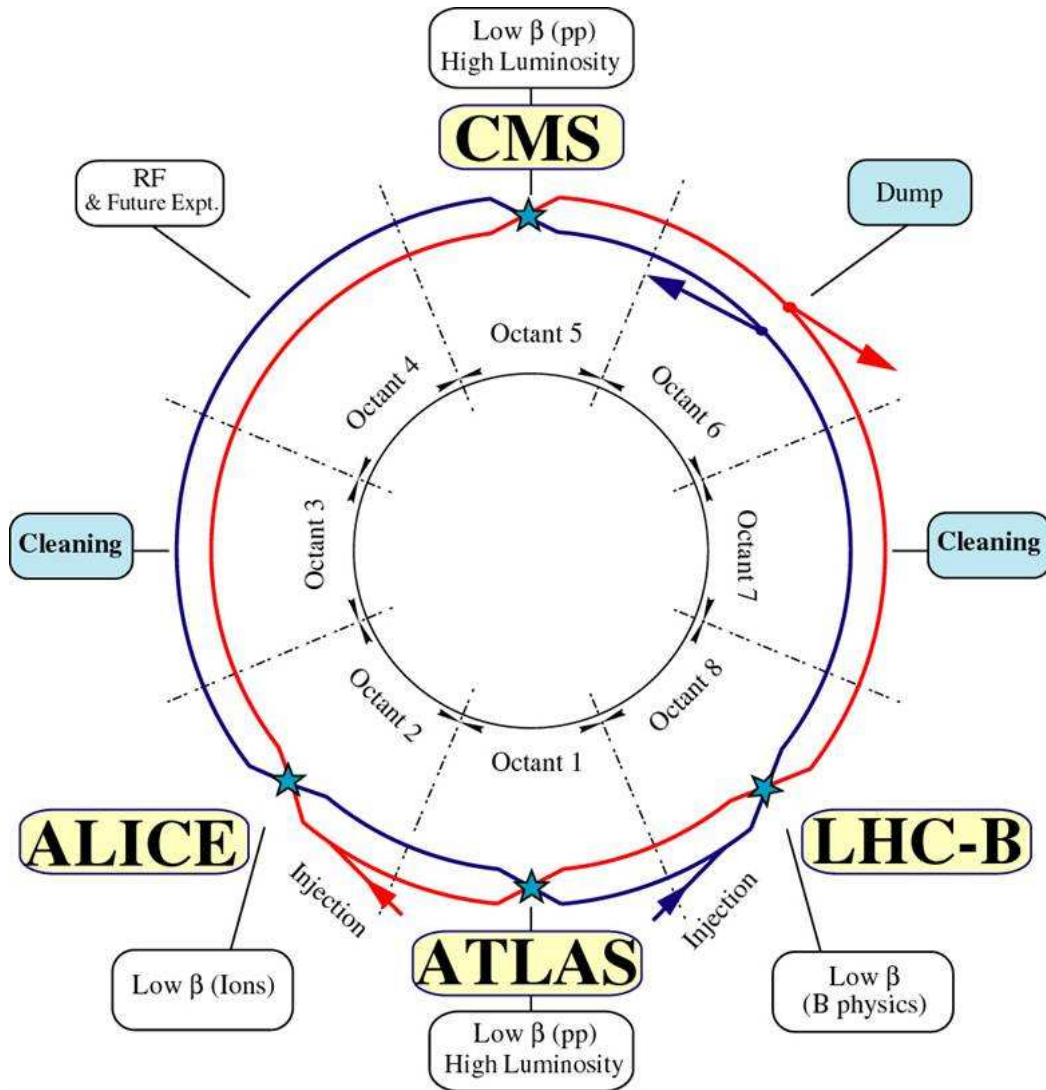 Low β (pp)
High Luminosity
CMS
RF
& Future Expt.
Dump
Octant 5
Octant 4
Octant 6
Cleaning
Octant 3
Octant 7
Cleaning
Octant 2
Octant 8
Octant 1
ALICE
LHC-B
Injection
Injection
ATLAS
Low β (Ions)
Low β
(B physics)
Low β (pp)
High Luminosity